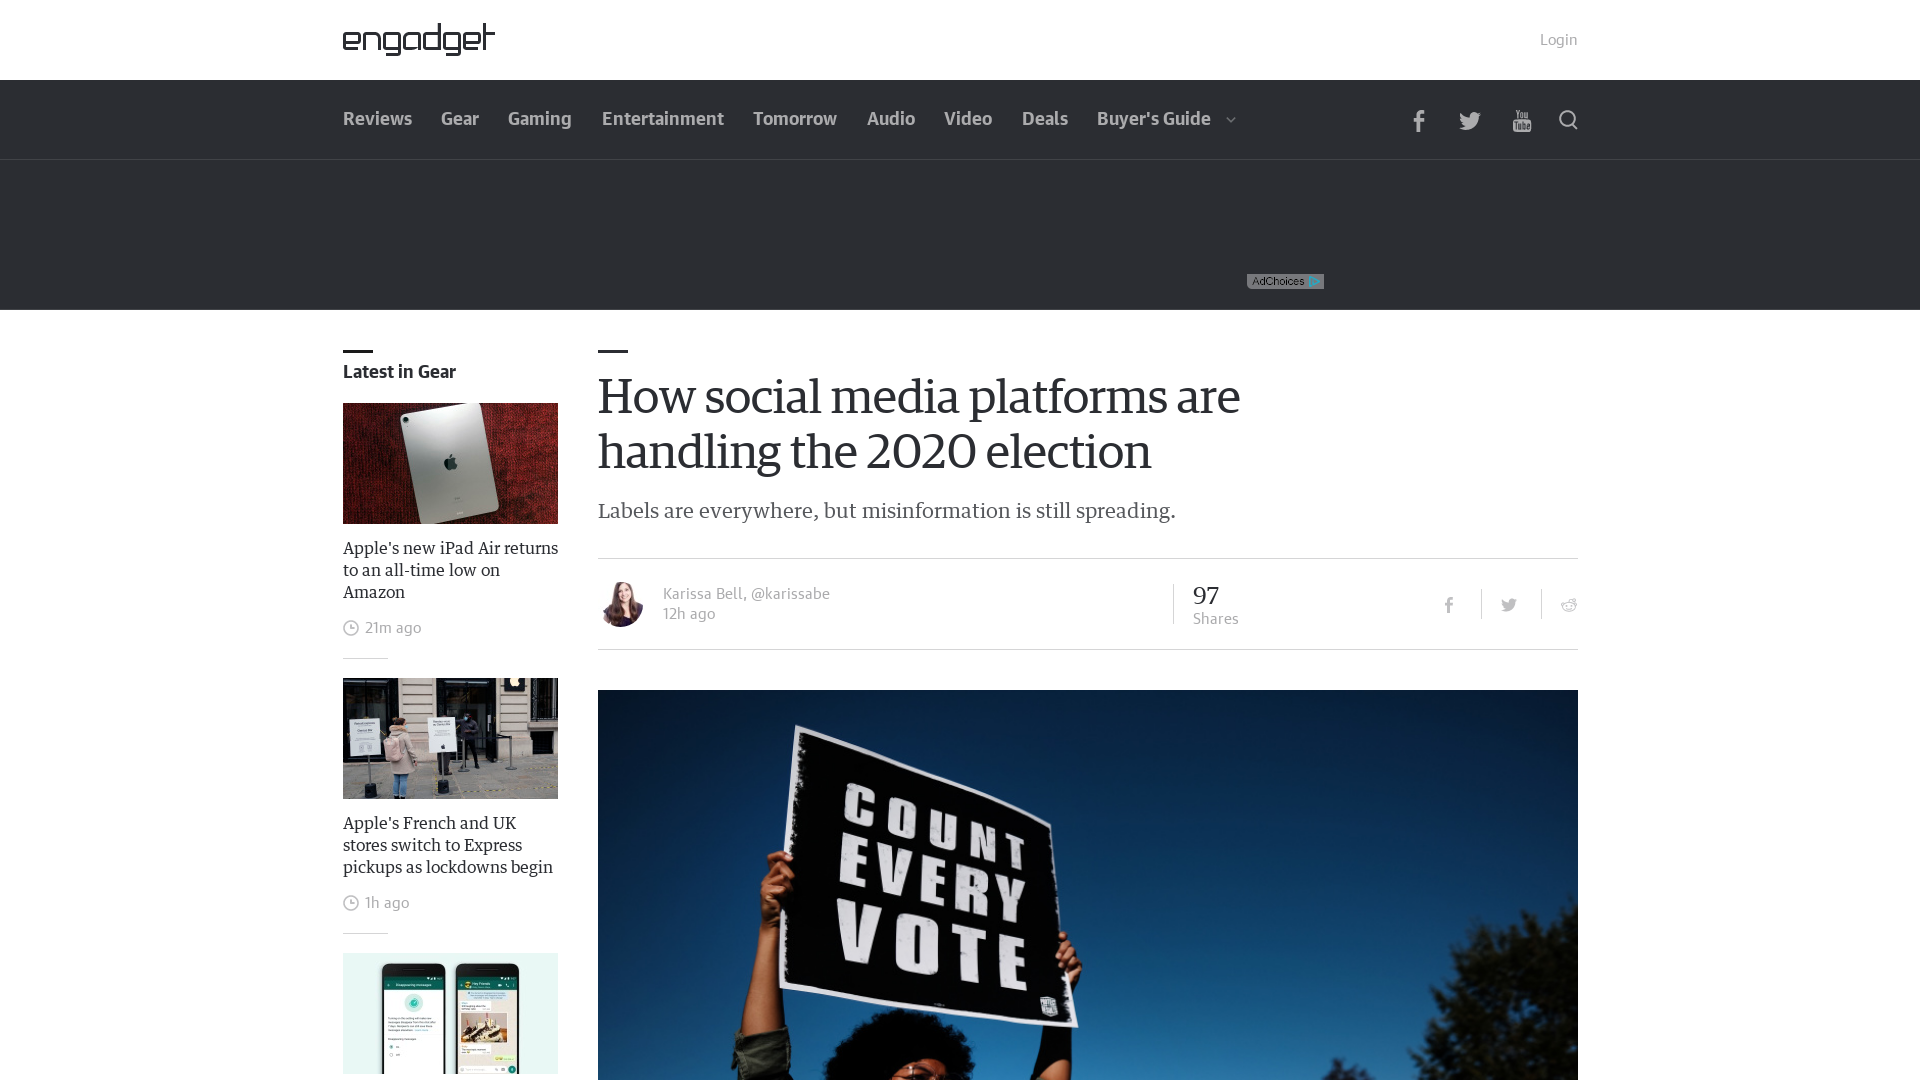 engadget
Login
Reviews
Gear
Gaming
Entertainment
Tomorrow
Audio
Video
Deals
Buyer's Guide
You
Tube
AdChoices
Latest in Gear
Apple's new iPad Air returns
to an all-time low on
Amazon
21m ago
Apple's French and UK
stores switch to Express
pickups as lockdowns begin
1h ago
How social media platforms are
handling the 2020 election
Labels are everywhere, but misinformation is still spreading.
Karissa Bell, @karissabe
12h ago
97
Shares
COUNT
EVERY
VOTE